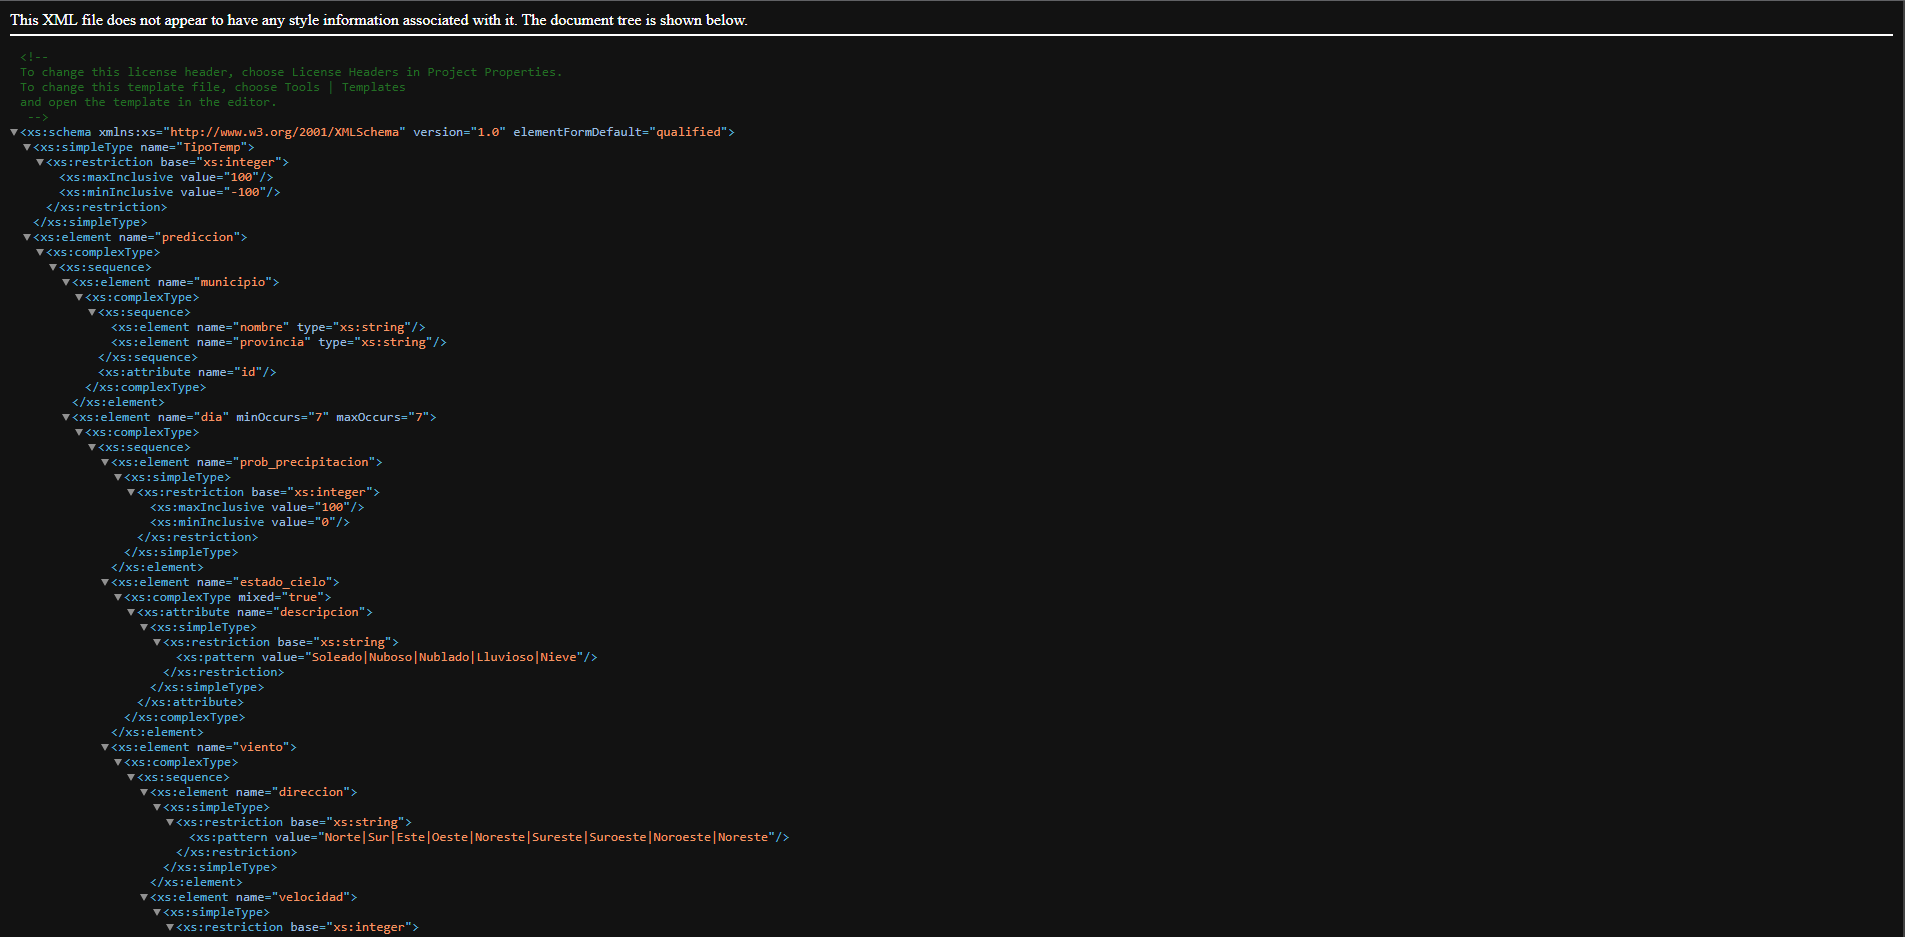 This XML file does not appear to have any style information associated with it. The document tree is shown below.
<!--
To change this license header, choose License Headers in Project Properties.
To change this template file, choose Tools | Templates
and open the template in the editor.
-->
▼<xs:schema xmlns:xs="http://www.w3.org/2001/XMLSchema" version="1.0" elementFormDefault="qualified">
▼<xs:simpleType name="TipoTemp">
▼<xs:restriction base="xs:integer">
<xs:maxInclusive value="100"/>
<xs:minInclusive value="-100"/>
</xs:restriction>
</xs:simpleType>
▼<xs:element name="prediccion">
▼<xs:complexType>
▼<xs:sequence>
▼<xs:element name="municipio">
▼<xs:complexType>
▼<xs:sequence>
<xs:element name="nombre" type="xs:string"/>
<xs:element name="provincia" type="xs:string"/>
</xs:sequence>
<xs:attribute name="id"/>
</xs:complexType>
</xs:element>
▼<xs:element name="dia" minOccurs="7" maxOccurs="7">
▼<xs:complexType>
▼<xs:sequence>
▼<xs:element name="prob_precipitacion">
▼<xs:simpleType>
▼<xs:restriction base="xs:integer">
<xs:maxInclusive value="100"/>
<xs:minInclusive value="0"/>
</xs:restriction>
</xs:simpleType>
</xs:element>
▼<xs:element name="estado_cielo">
▼<xs:complexType mixed="true">
▼<xs:attribute name="descripcion">
▼<xs:simpleType>
▼<xs:restriction base="xs:string">
<xs:pattern value="Soleado|Nuboso|Nublado|Lluvioso|Nieve"/>
</xs:restriction>
</xs:simpleType>
</xs:attribute>
</xs:complexType>
</xs:element>
▼<xs:element name="viento">
▼<xs:complexType>
▼<xs:sequence>
▼<xs:element name="direccion">
▼<xs:simpleType>
▼<xs:restriction base="xs:string">
<xs:pattern value="Norte|Sur|Este|Oeste|Noreste|Sureste|Suroeste|Noroeste|Noreste"/>
</xs:restriction>
</xs:simpleType>
</xs:element>
▼<xs:element name="velocidad">
▼<xs:simpleType>
▼<xs:restriction base="xs:integer">